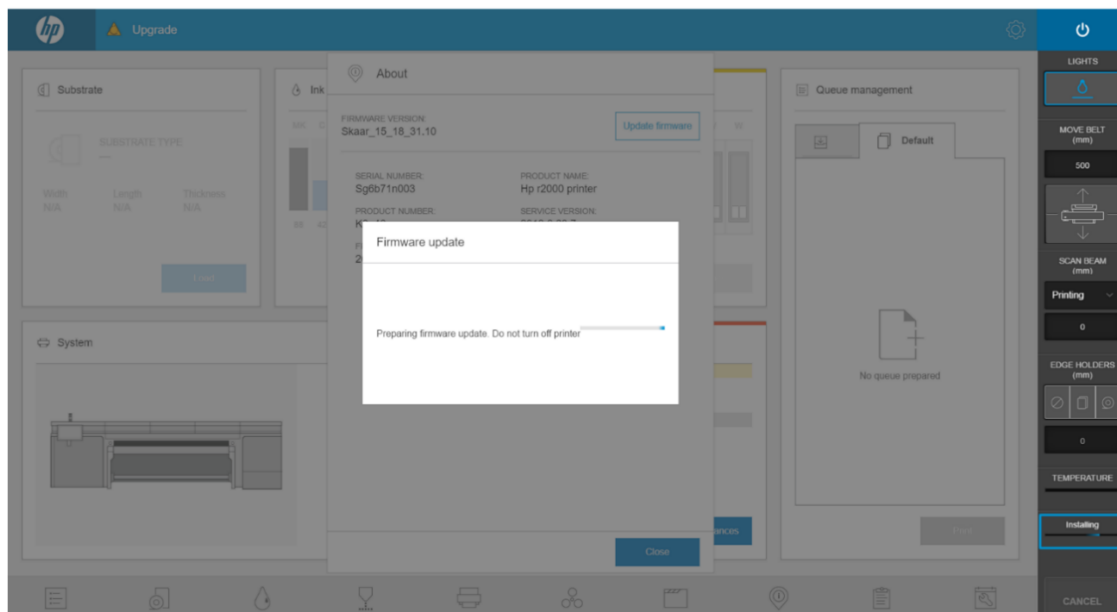 hp
Upgrade
LIGHTS
Substrate
SUBSTRATE TYPE
---
Width
Length
Thickness
N/A
N/A
N/A
Load
Ink
About
FIRMWARE VERSION:
Skaar_15_18_31.10
Update firmware
SERIAL NUMBER:
Sg6b71n003
PRODUCT NAME:
Hp r2000 printer
PRODUCT NUMBER:
SERVICE VERSION:
Firmware update
Preparing firmware update. Do not turn off printer
Close
Queue management
Default
No queue prepared
Print
System
MOVE BELT
(mm)
500
SCAN BEAM
(mm)
Printing
0
EDGE HOLDERS
(mm)
0
TEMPERATURE
Installing
CANCEL